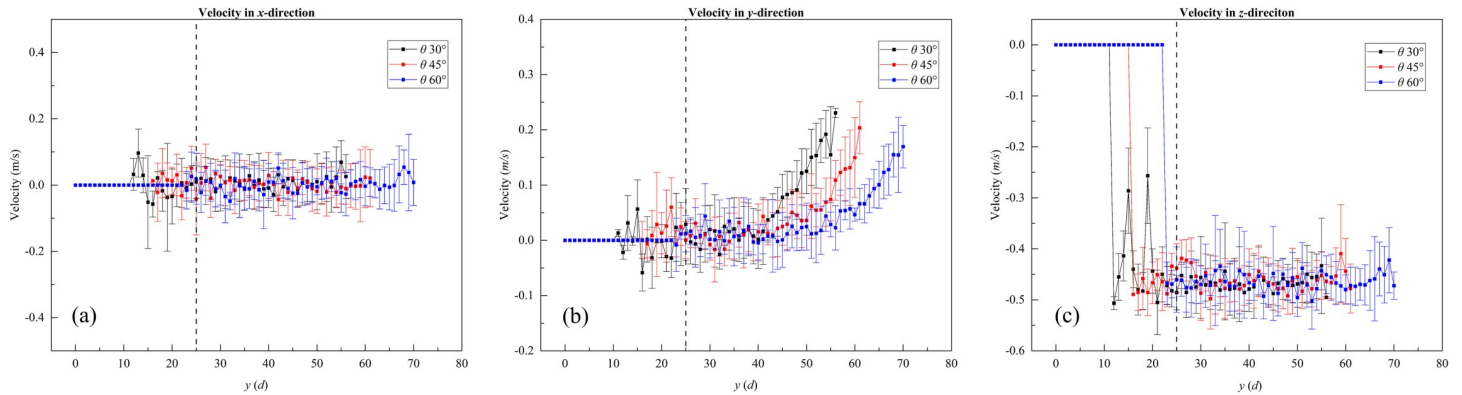 Velocity in x-direction
0.4
0.2
0.0
-0.2
-0.4
Velocity (m/s)
θ 30°
θ 45°
θ 60°
(a)
0 10 20 30 40 50 60 70 80
y (d)
Velocity in y-direction
0.4
0.3
0.2
0.1
0.0
-0.1
-0.2
Velocity (m/s)
θ 30°
θ 45°
θ 60°
(b)
0 10 20 30 40 50 60 70 80
y (d)
Velocity in z-direciton
0.0
-0.1
-0.2
-0.3
-0.4
-0.5
-0.6
Velocity (m/s)
θ 30°
θ 45°
θ 60°
(c)
0 10 20 30 40 50 60 70 80
y (d)